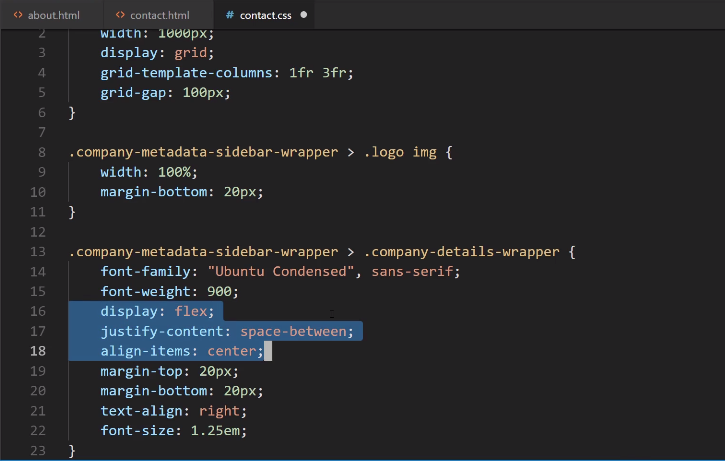 <> about.html <> contact.html # contact.css ●
2 width: 1000px;
3 display: grid;
4 grid-template-columns: 1fr 3fr;
5 grid-gap: 100px;
6 }
7
8 .company-metadata-sidebar-wrapper > .logo img {
9 width: 100%;
10 margin-bottom: 20px;
11 }
12
13 .company-metadata-sidebar-wrapper > .company-details-wrapper {
14 font-family: "Ubuntu Condensed", sans-serif;
15 font-weight: 900;
16 display: flex;
17 justify-content: space-between;
18 align-items: center;
19 margin-top: 20px;
20 margin-bottom: 20px;
21 text-align: right;
22 font-size: 1.25em;
23 }